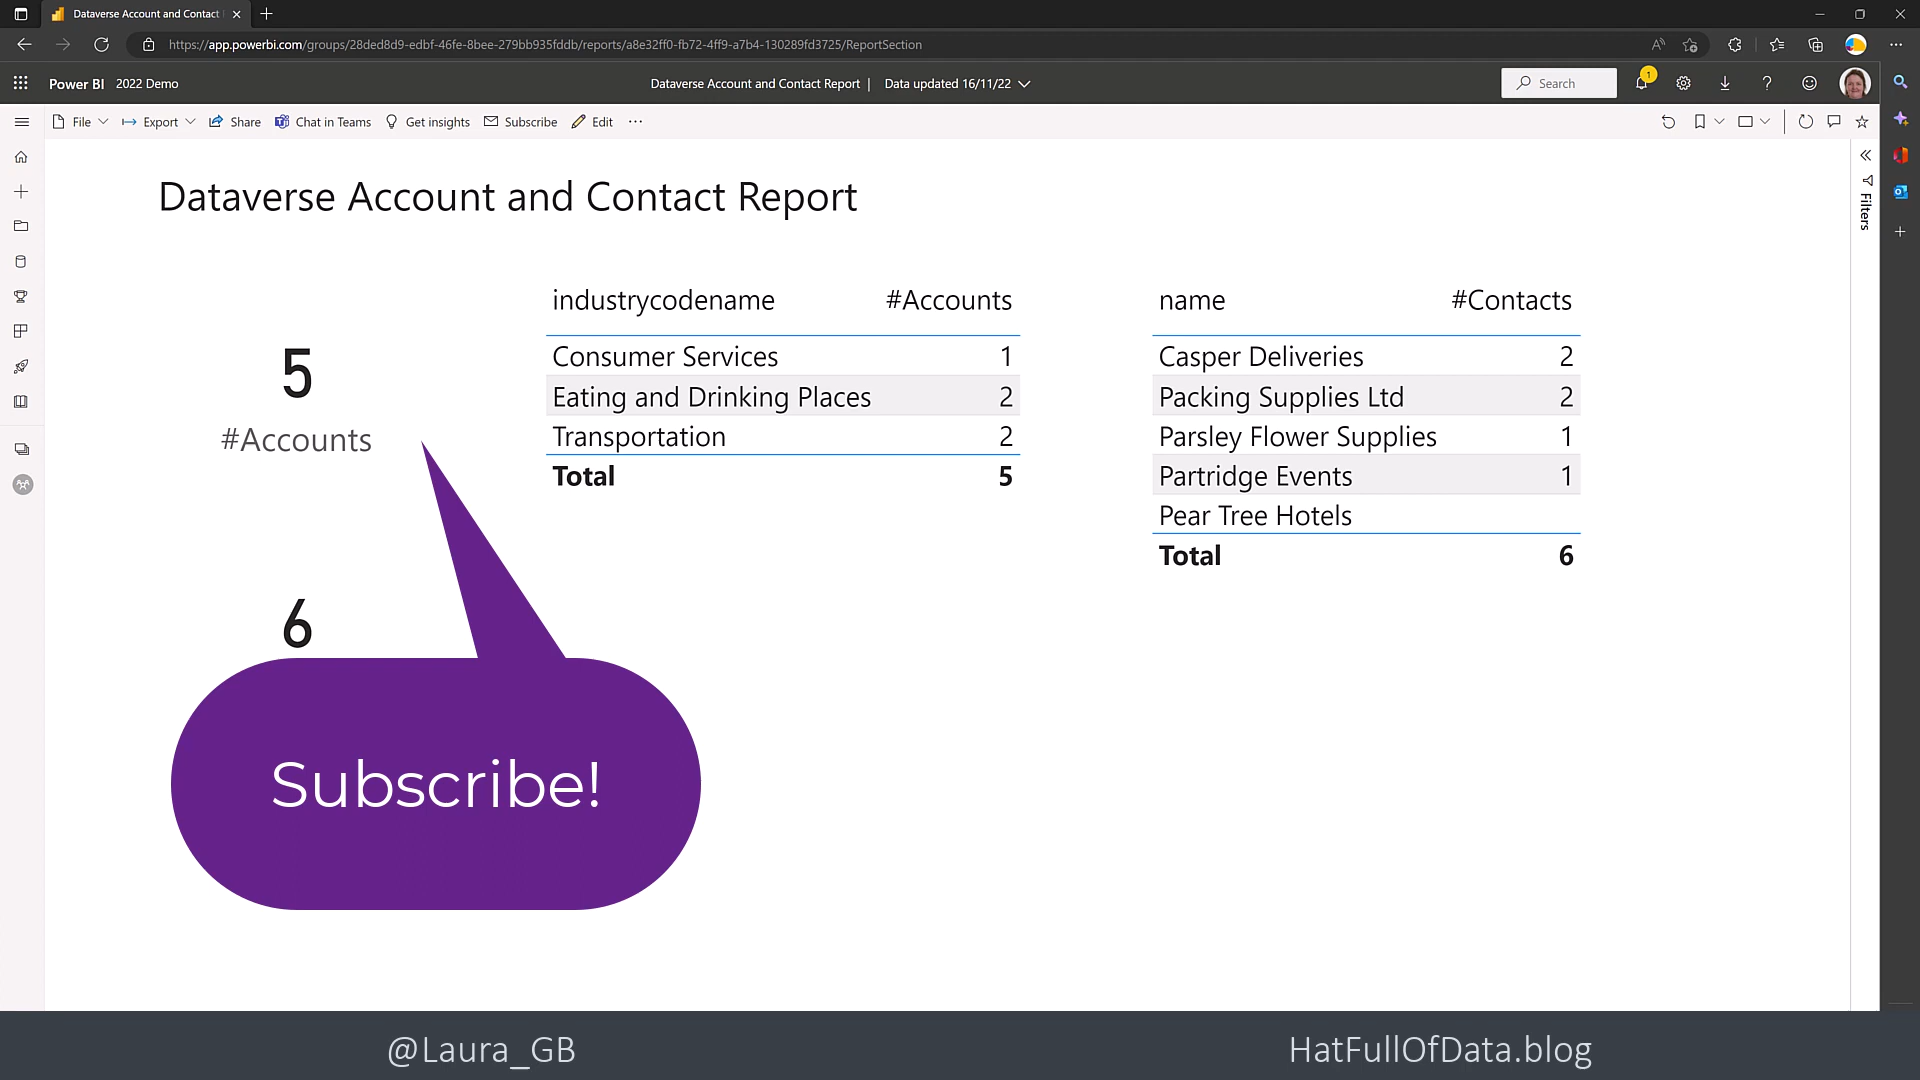 Dataverse Account and Contact
https://app.powerbi.com/groups/28ded8d9-edbf-46fe-8bee-279bb935fddb/reports/a8e32ff0-fb72-4ff9-a7b4-130289fd3725/ReportSection
Power BI 2022 Demo Dataverse Account and Contact Report | Data updated 16/11/22 Search 1
File Export Share Chat in Teams Get insights Subscribe Edit
Filters
Dataverse Account and Contact Report
5
#Accounts
industrycodename #Accounts
Consumer Services 1
Eating and Drinking Places 2
Transportation 2
Total 5
name #Contacts
Casper Deliveries 2
Packing Supplies Ltd 2
Parsley Flower Supplies 1
Partridge Events 1
Pear Tree Hotels
Total 6
6
Subscribe!
@Laura_GB HatFullOfData.blog